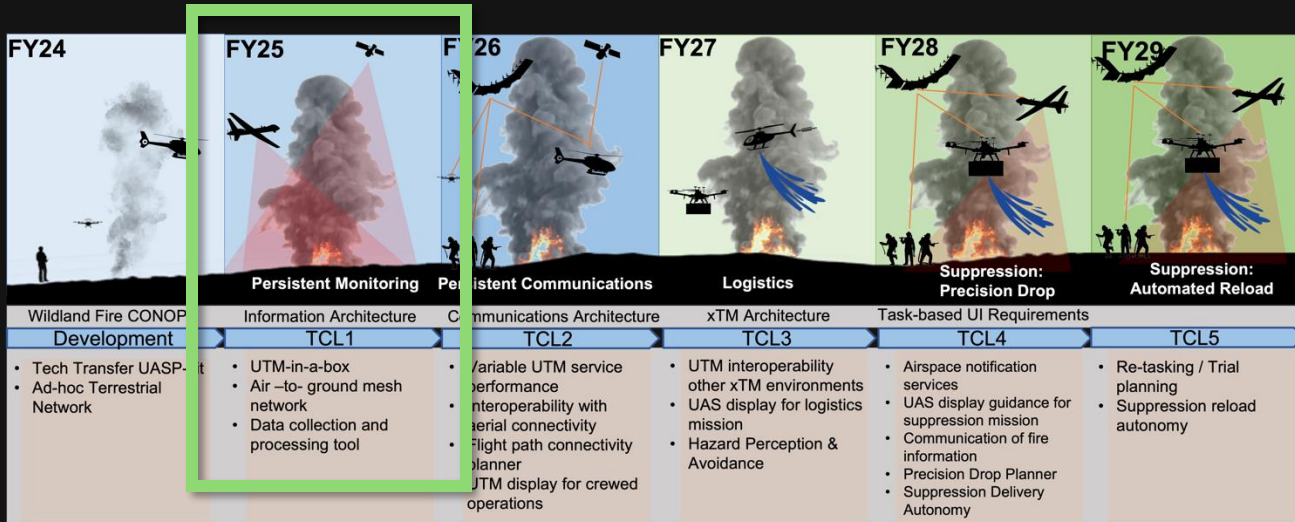 FY24
FY25
FY26
FY27
FY28
FY29
Persistent Monitoring
Persistent Communications
Logistics
Suppression:
Precision Drop
Suppression:
Automated Reload
Wildland Fire CONOP
Information Architecture
Communications Architecture
xTM Architecture
Task-based UI Requirements
Development
TCL1
TCL2
TCL3
TCL4
TCL5
• Tech Transfer UASP-kit
• Ad-hoc Terrestrial
Network
• UTM-in-a-box
• Air –to- ground mesh
network
• Data collection and
processing tool
• Variable UTM service
performance
• Interoperability with
aerial connectivity
• Flight path connectivity
planner
• UTM display for crewed
operations
• UTM interoperability
other xTM environments
• UAS display for logistics
mission
• Hazard Perception &
Avoidance
• Airspace notification
services
• UAS display guidance for
suppression mission
• Communication of fire
information
• Precision Drop Planner
• Suppression Delivery
Autonomy
• Re-tasking / Trial
planning
• Suppression reload
autonomy